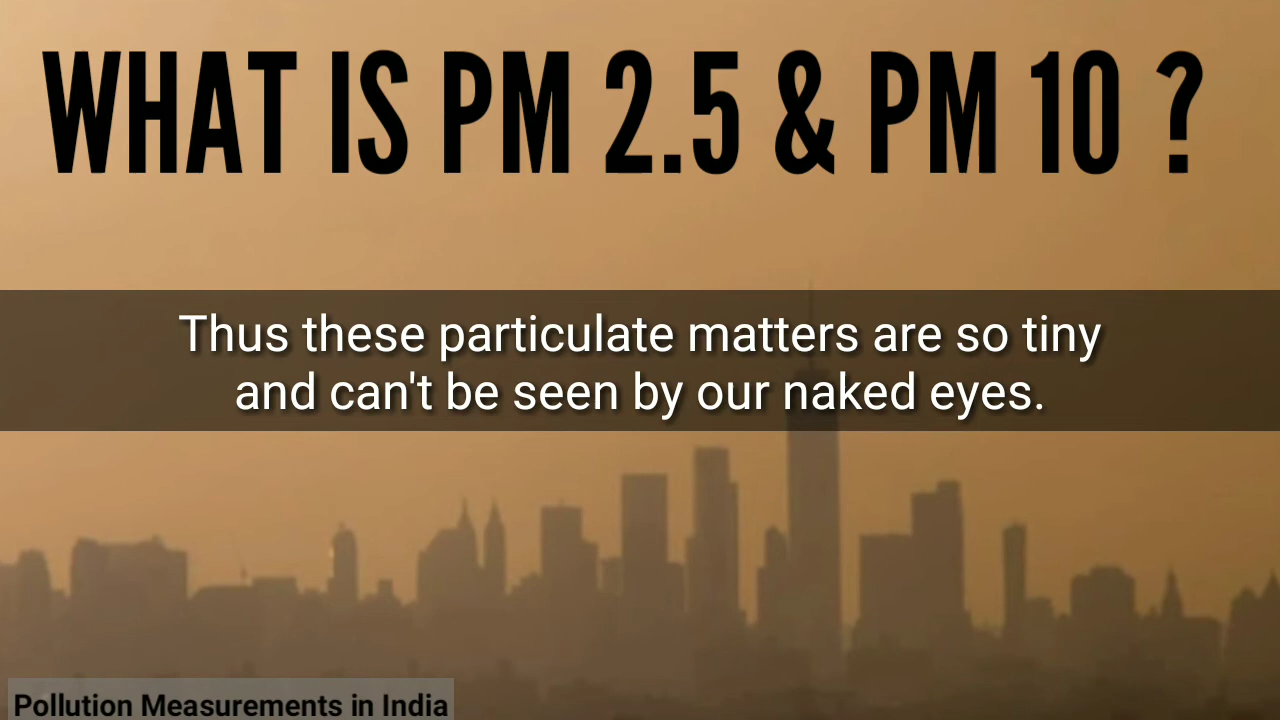 WHAT IS PM 2.5 & PM 10 ?
Thus these particulate matters are so tiny
and can't be seen by our naked eyes.
Pollution Measurements in India